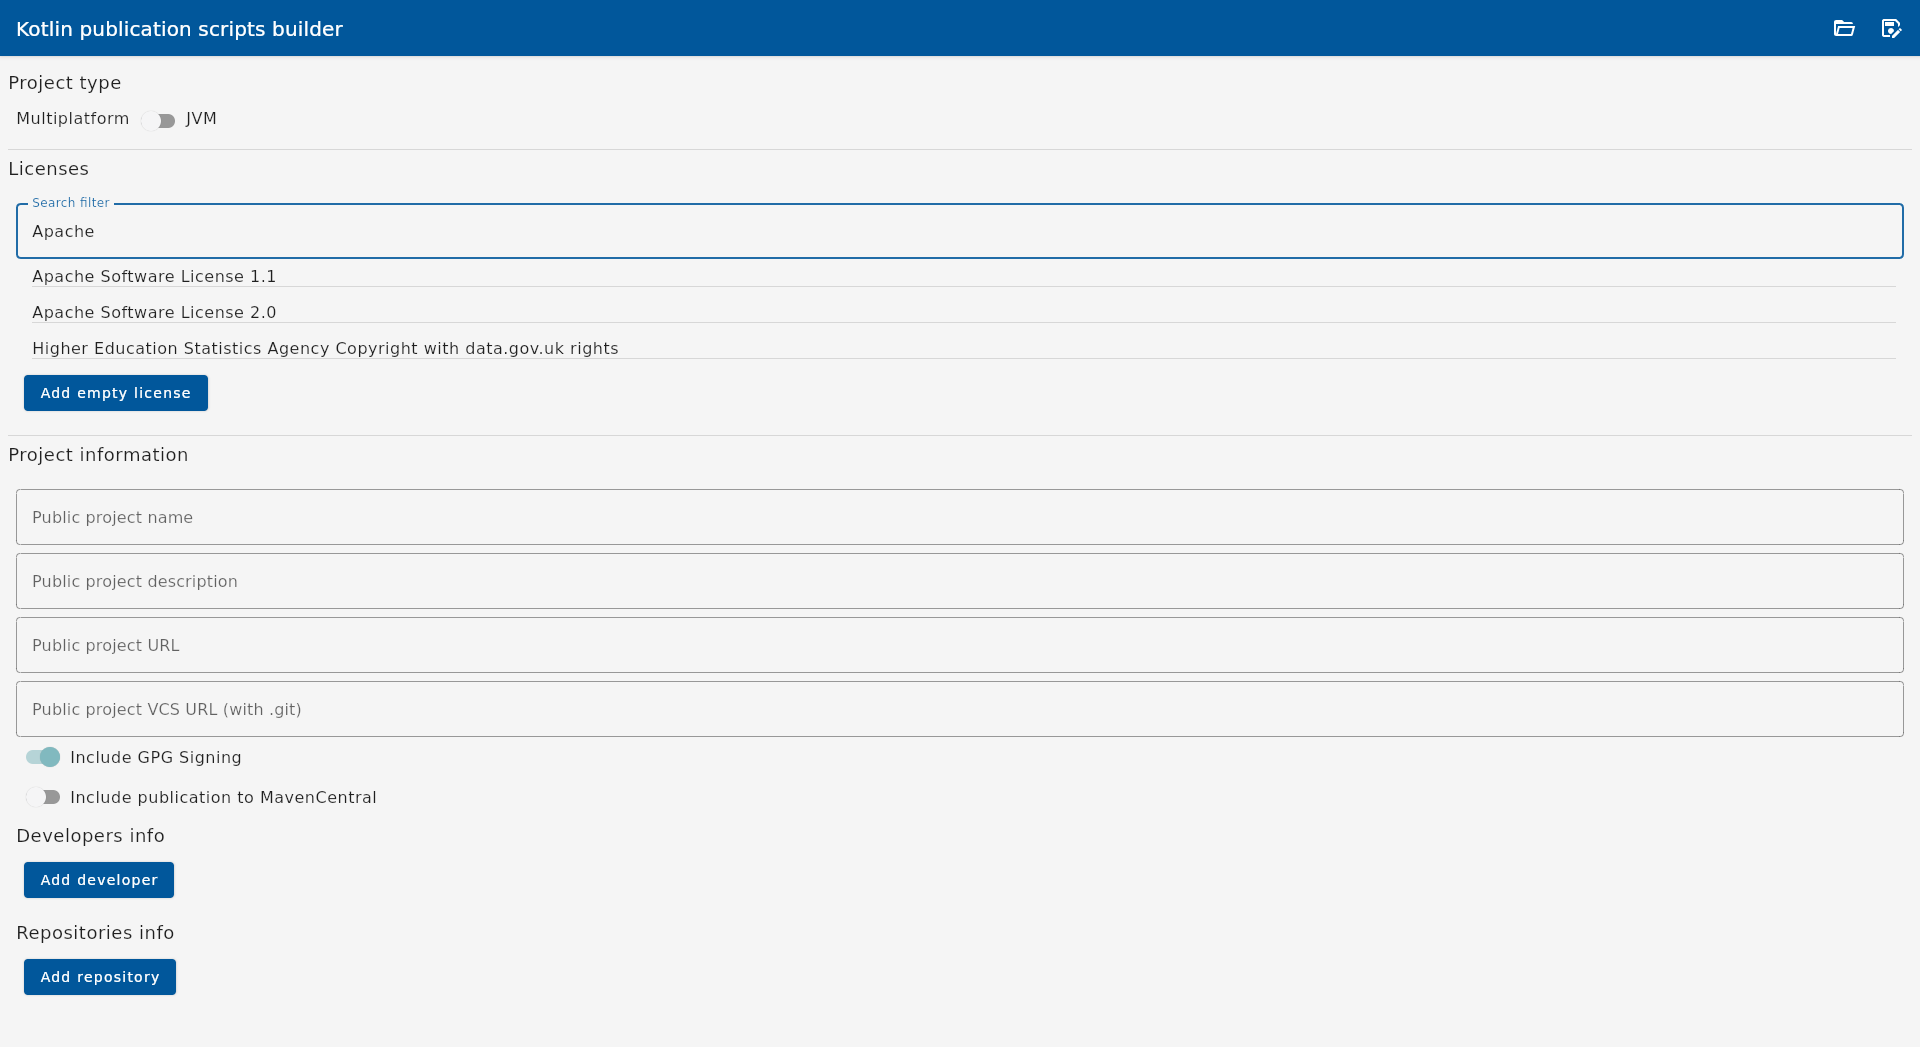 Kotlin publication scripts builder
Project type
Multiplatform JVM
Licenses
Search filter
Apache
Apache Software License 1.1
Apache Software License 2.0
Higher Education Statistics Agency Copyright with data.gov.uk rights
Add empty license
Project information
Public project name
Public project description
Public project URL
Public project VCS URL (with .git)
Include GPG Signing
Include publication to MavenCentral
Developers info
Add developer
Repositories info
Add repository